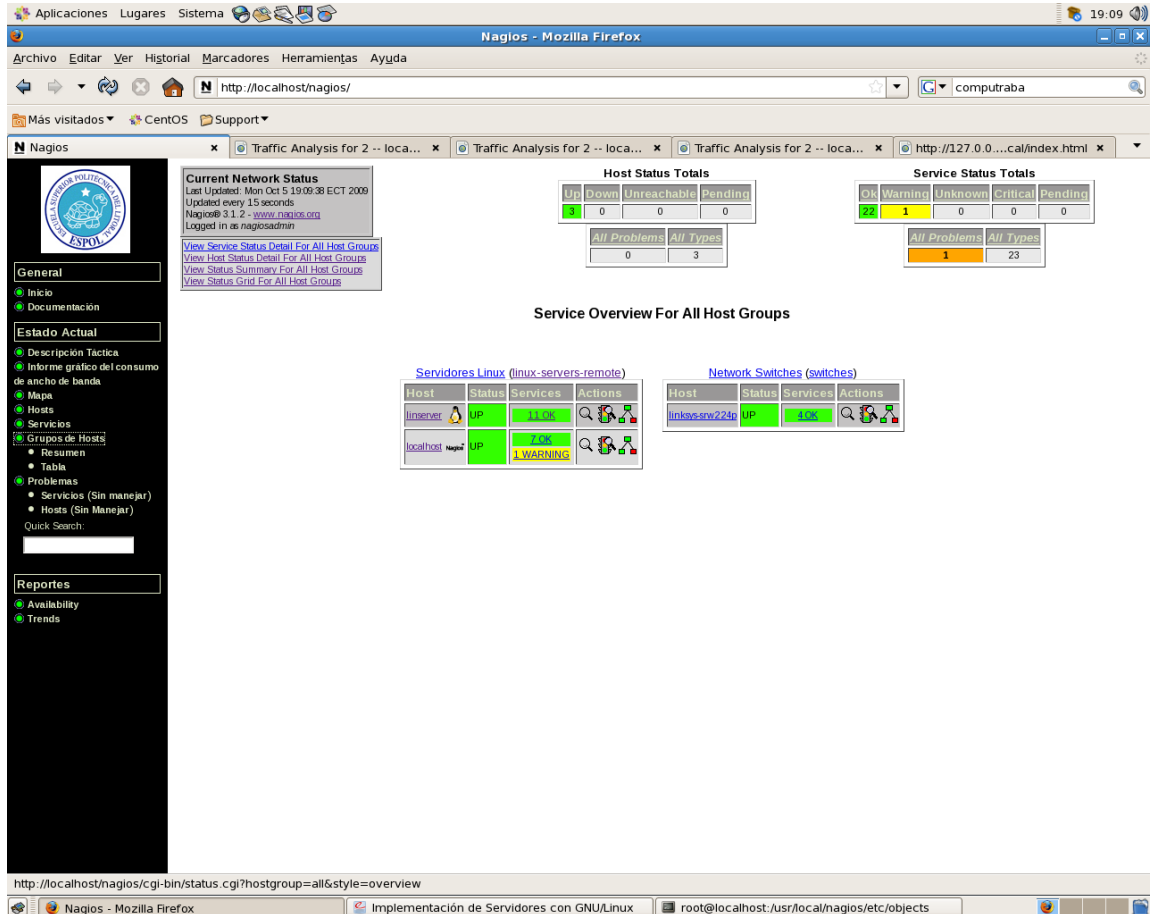 Aplicaciones Lugares Sistema 19:09
Nagios - Mozilla Firefox
Archivo Editar Ver Historial Marcadores Herramientas Ayuda
N http://localhost/nagios/ G computraba
Más visitados CentOS Support
N Nagios Traffic Analysis for 2 -- loca... Traffic Analysis for 2 -- loca... Traffic Analysis for 2 -- loca... http://127.0.0....cal/index.html
ESCUELA SUPERIOR POLITECNICA DEL LITORAL
ESPOL
General
Inicio
Documentación
Estado Actual
Descripción Táctica
Informe gráfico del consumo
de ancho de banda
Mapa
Hosts
Servicios
Grupos de Hosts
Resumen
Tabla
Problemas
Servicios (Sin manejar)
Hosts (Sin Manejar)
Quick Search:
Reportes
Availability
Trends
Current Network Status
Last Updated: Mon Oct 5 19:09:38 ECT 2009
Updated every 15 seconds
Nagios® 3.1.2 - www.nagios.org
Logged in as nagiosadmin
View Service Status Detail For All Host Groups
View Host Status Detail For All Host Groups
View Status Summary For All Host Groups
View Status Grid For All Host Groups
Host Status Totals
Up Down Unreachable Pending
3 0 0 0
All Problems All Types
0 3
Service Status Totals
Ok Warning Unknown Critical Pending
22 1 0 0 0
All Problems All Types
1 23
Service Overview For All Host Groups
Servidores Linux (linux-servers-remote)
Host Status Services Actions
linserver UP 11 OK
localhost Nagios UP 7 OK
1 WARNING
Network Switches (switches)
Host Status Services Actions
linksys-srw224p UP 4 OK
http://localhost/nagios/cgi-bin/status.cgi?hostgroup=all&style=overview
Nagios - Mozilla Firefox Implementación de Servidores con GNU/Linux root@localhost:/usr/local/nagios/etc/objects